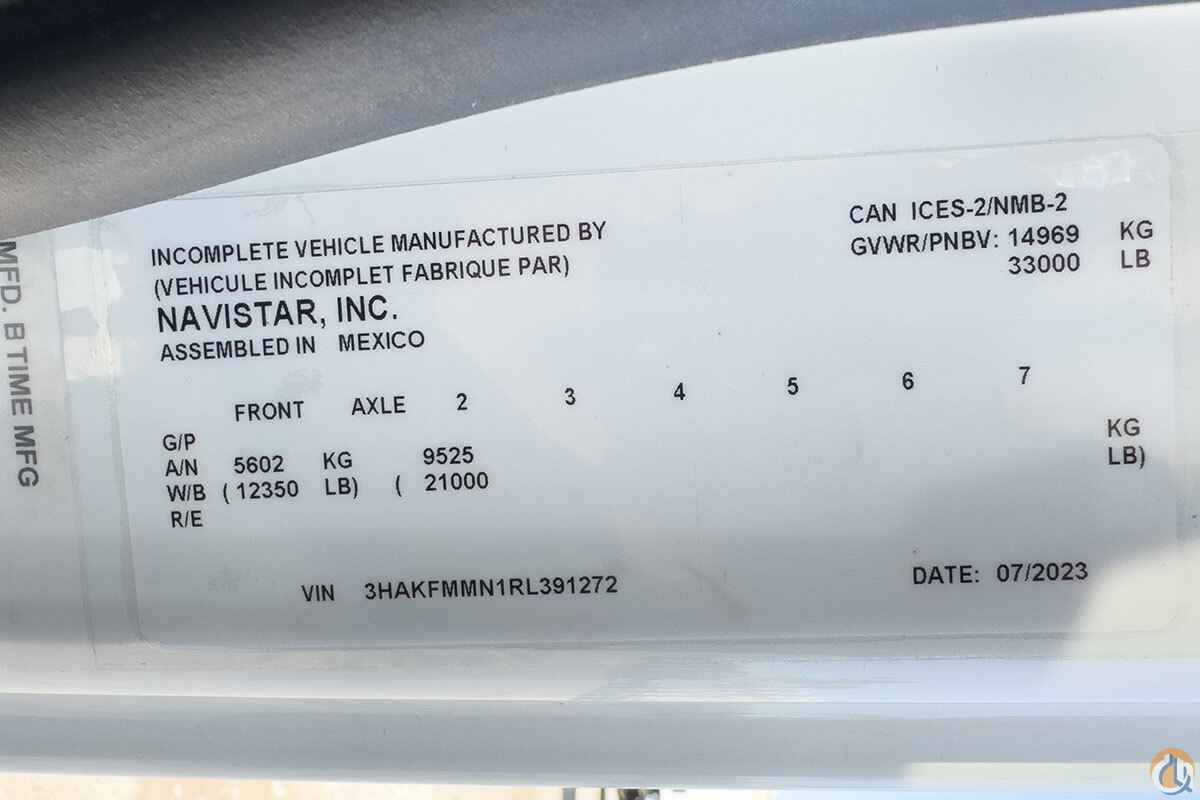 MFD. B TIME MFG
INCOMPLETE VEHICLE MANUFACTURED BY
(VEHICULE INCOMPLET FABRIQUE PAR)
NAVISTAR, INC.
ASSEMBLED IN MEXICO
CAN ICES-2/NMB-2
GVWR/PNBV: 14969 KG
33000 LB
FRONT AXLE 2 3 4 5 6 7
G/P
A/N 5602 KG 9525 KG
W/B (12350 LB) ( 21000 LB)
R/E
VIN 3HAKFMMN1RL391272 DATE: 07/2023